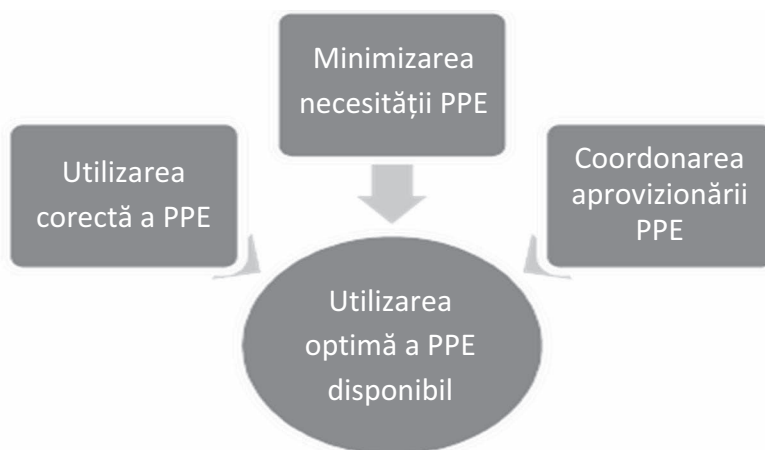 Minimizarea
necesității PPE
Utilizarea
corectă a PPE
Coordonarea
aprovizionării
PPE
Utilizarea
optimă a PPE
disponibil